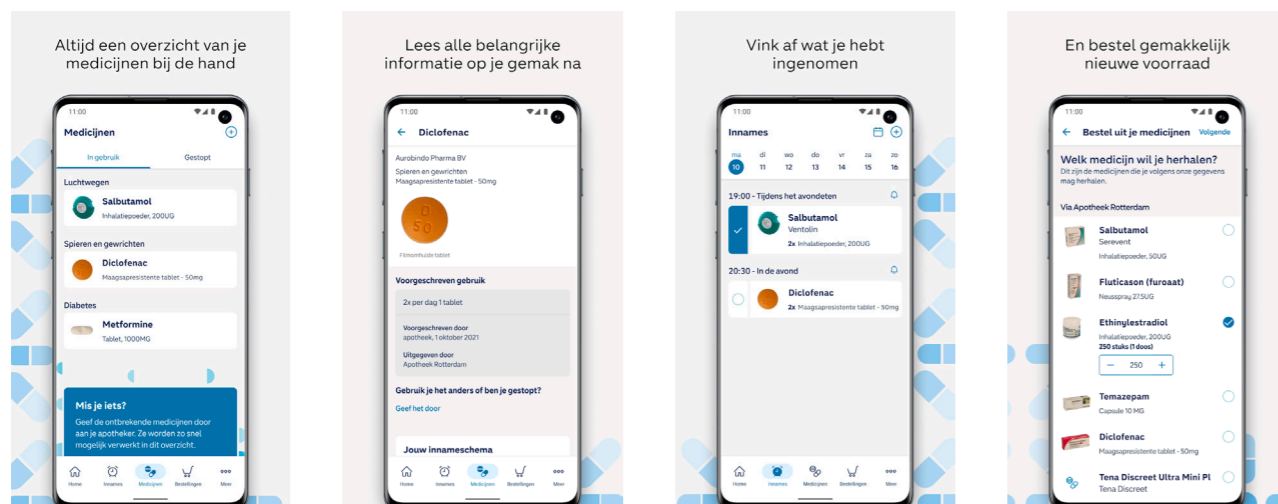 Altijd een overzicht van je
medicijnen bij de hand
11:00
Medicijnen
In gebruik Gestopt
Luchtwegen
Salbutamol
Inhalatiepoeder, 200UG
Spieren en gewrichten
Diclofenac
Maagsapresistente tablet - 50mg
Diabetes
Metformine
Tablet, 1000MG
Mis je iets?
Geef de ontbrekende medicijnen door
aan je apotheker. Ze worden zo snel
mogelijk verwerkt in dit overzicht.
Home Innames Medicijnen Bestellingen Meer
Lees alle belangrijke
informatie op je gemak na
11:00
Diclofenac
Aurobindo Pharma BV
Spieren en gewrichten
Maagsapresistente tablet - 50mg
D
50
Filmomhulde tablet
Voorgeschreven gebruik
2x per dag 1 tablet
Voorgeschreven door
apotheek, 1 oktober 2021
Uitgegeven door
Apotheek Rotterdam
Gebruik je het anders of ben je gestopt?
Geef het door
Jouw innameschema
Home Innames Medicijnen Bestellingen Meer
Vink af wat je hebt
ingenomen
11:00
Innames
ma di wo do vr za zo
10 11 12 13 14 15 16
19:00 - Tijdens het avondeten
Salbutamol
Ventolin
2x Inhalatiepoeder, 200UG
20:30 - In de avond
Diclofenac
2x Maagsapresistente tablet - 50mg
Home Innames Medicijnen Bestellingen Meer
En bestel gemakkelijk
nieuwe voorraad
11:00
Bestel uit je medicijnen Volgende
Welk medicijn wil je herhalen?
Dit zijn de medicijnen die je volgens onze gegevens
mag herhalen.
Via Apotheek Rotterdam
Salbutamol
Serevent
Inhalatiepoeder, 50UG
Fluticason (furoaat)
Neusspray 27.5UG
Ethinylestradiol
Inhalatiepoeder, 200UG
250 stuks (1 doos)
− 250 +
Temazepam
Capsule 10 MG
Diclofenac
Maagsapresistente tablet - 50mg
Tena Discreet Ultra Mini Pl
Tena Discreet